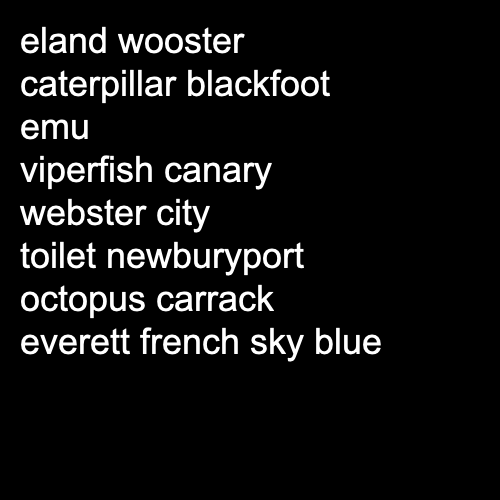 eland wooster
caterpillar blackfoot
emu
viperfish canary
webster city
toilet newburyport
octopus carrack
everett french sky blue